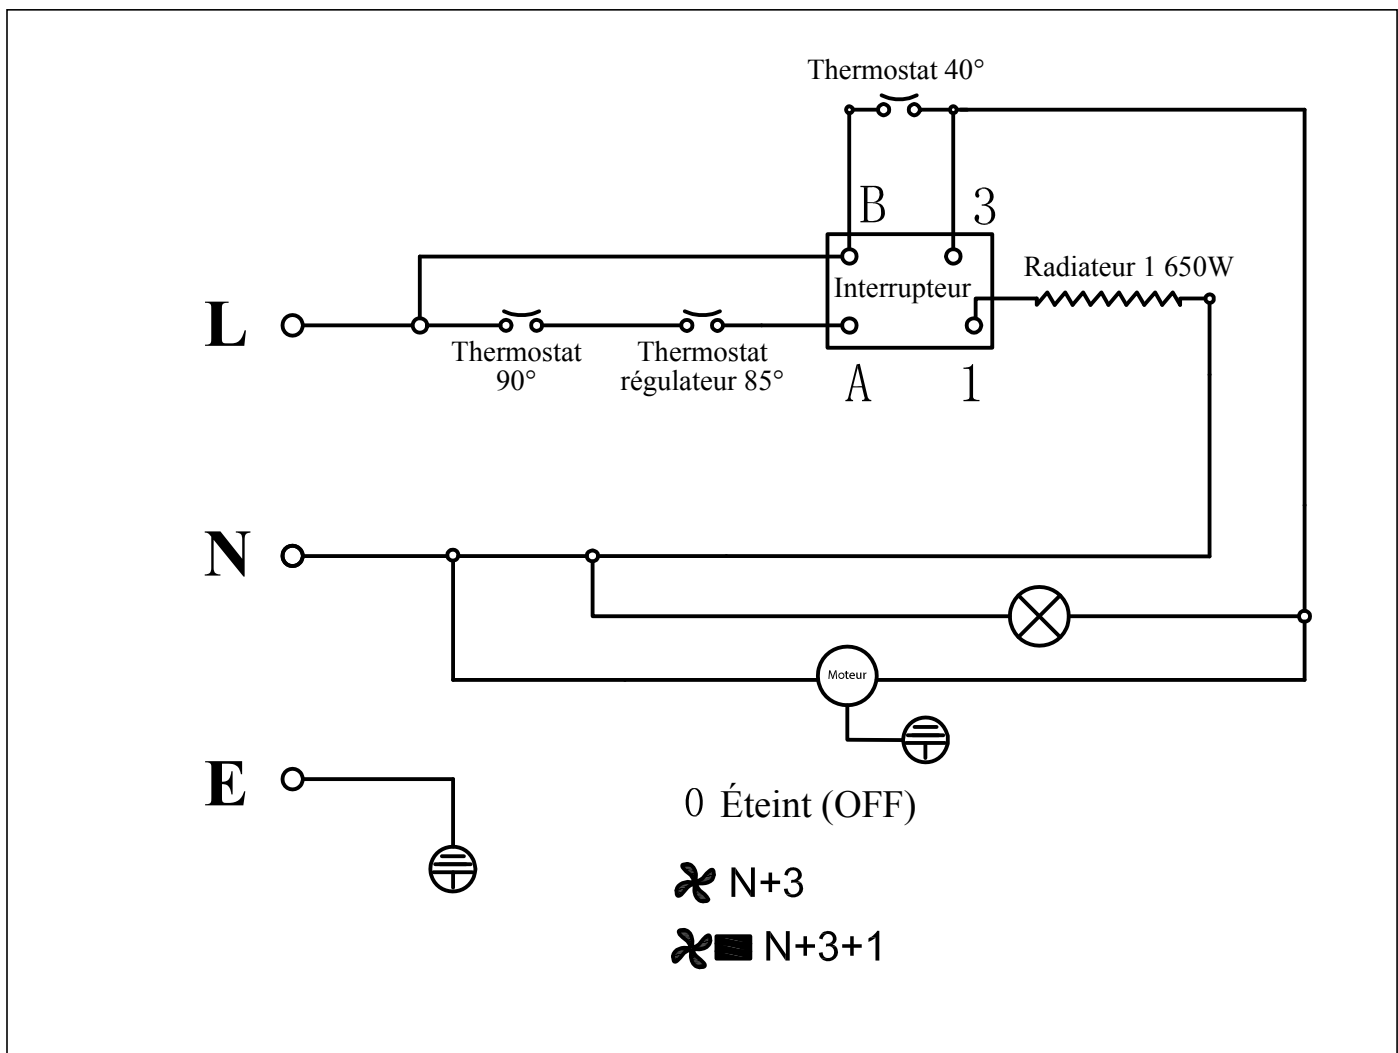 Thermostat 40°
B 3
Radiateur 1 650W
Interrupteur
L
Thermostat
90°
Thermostat
régulateur 85°
A 1
N
Moteur
E
0 Éteint (OFF)
N+3
N+3+1